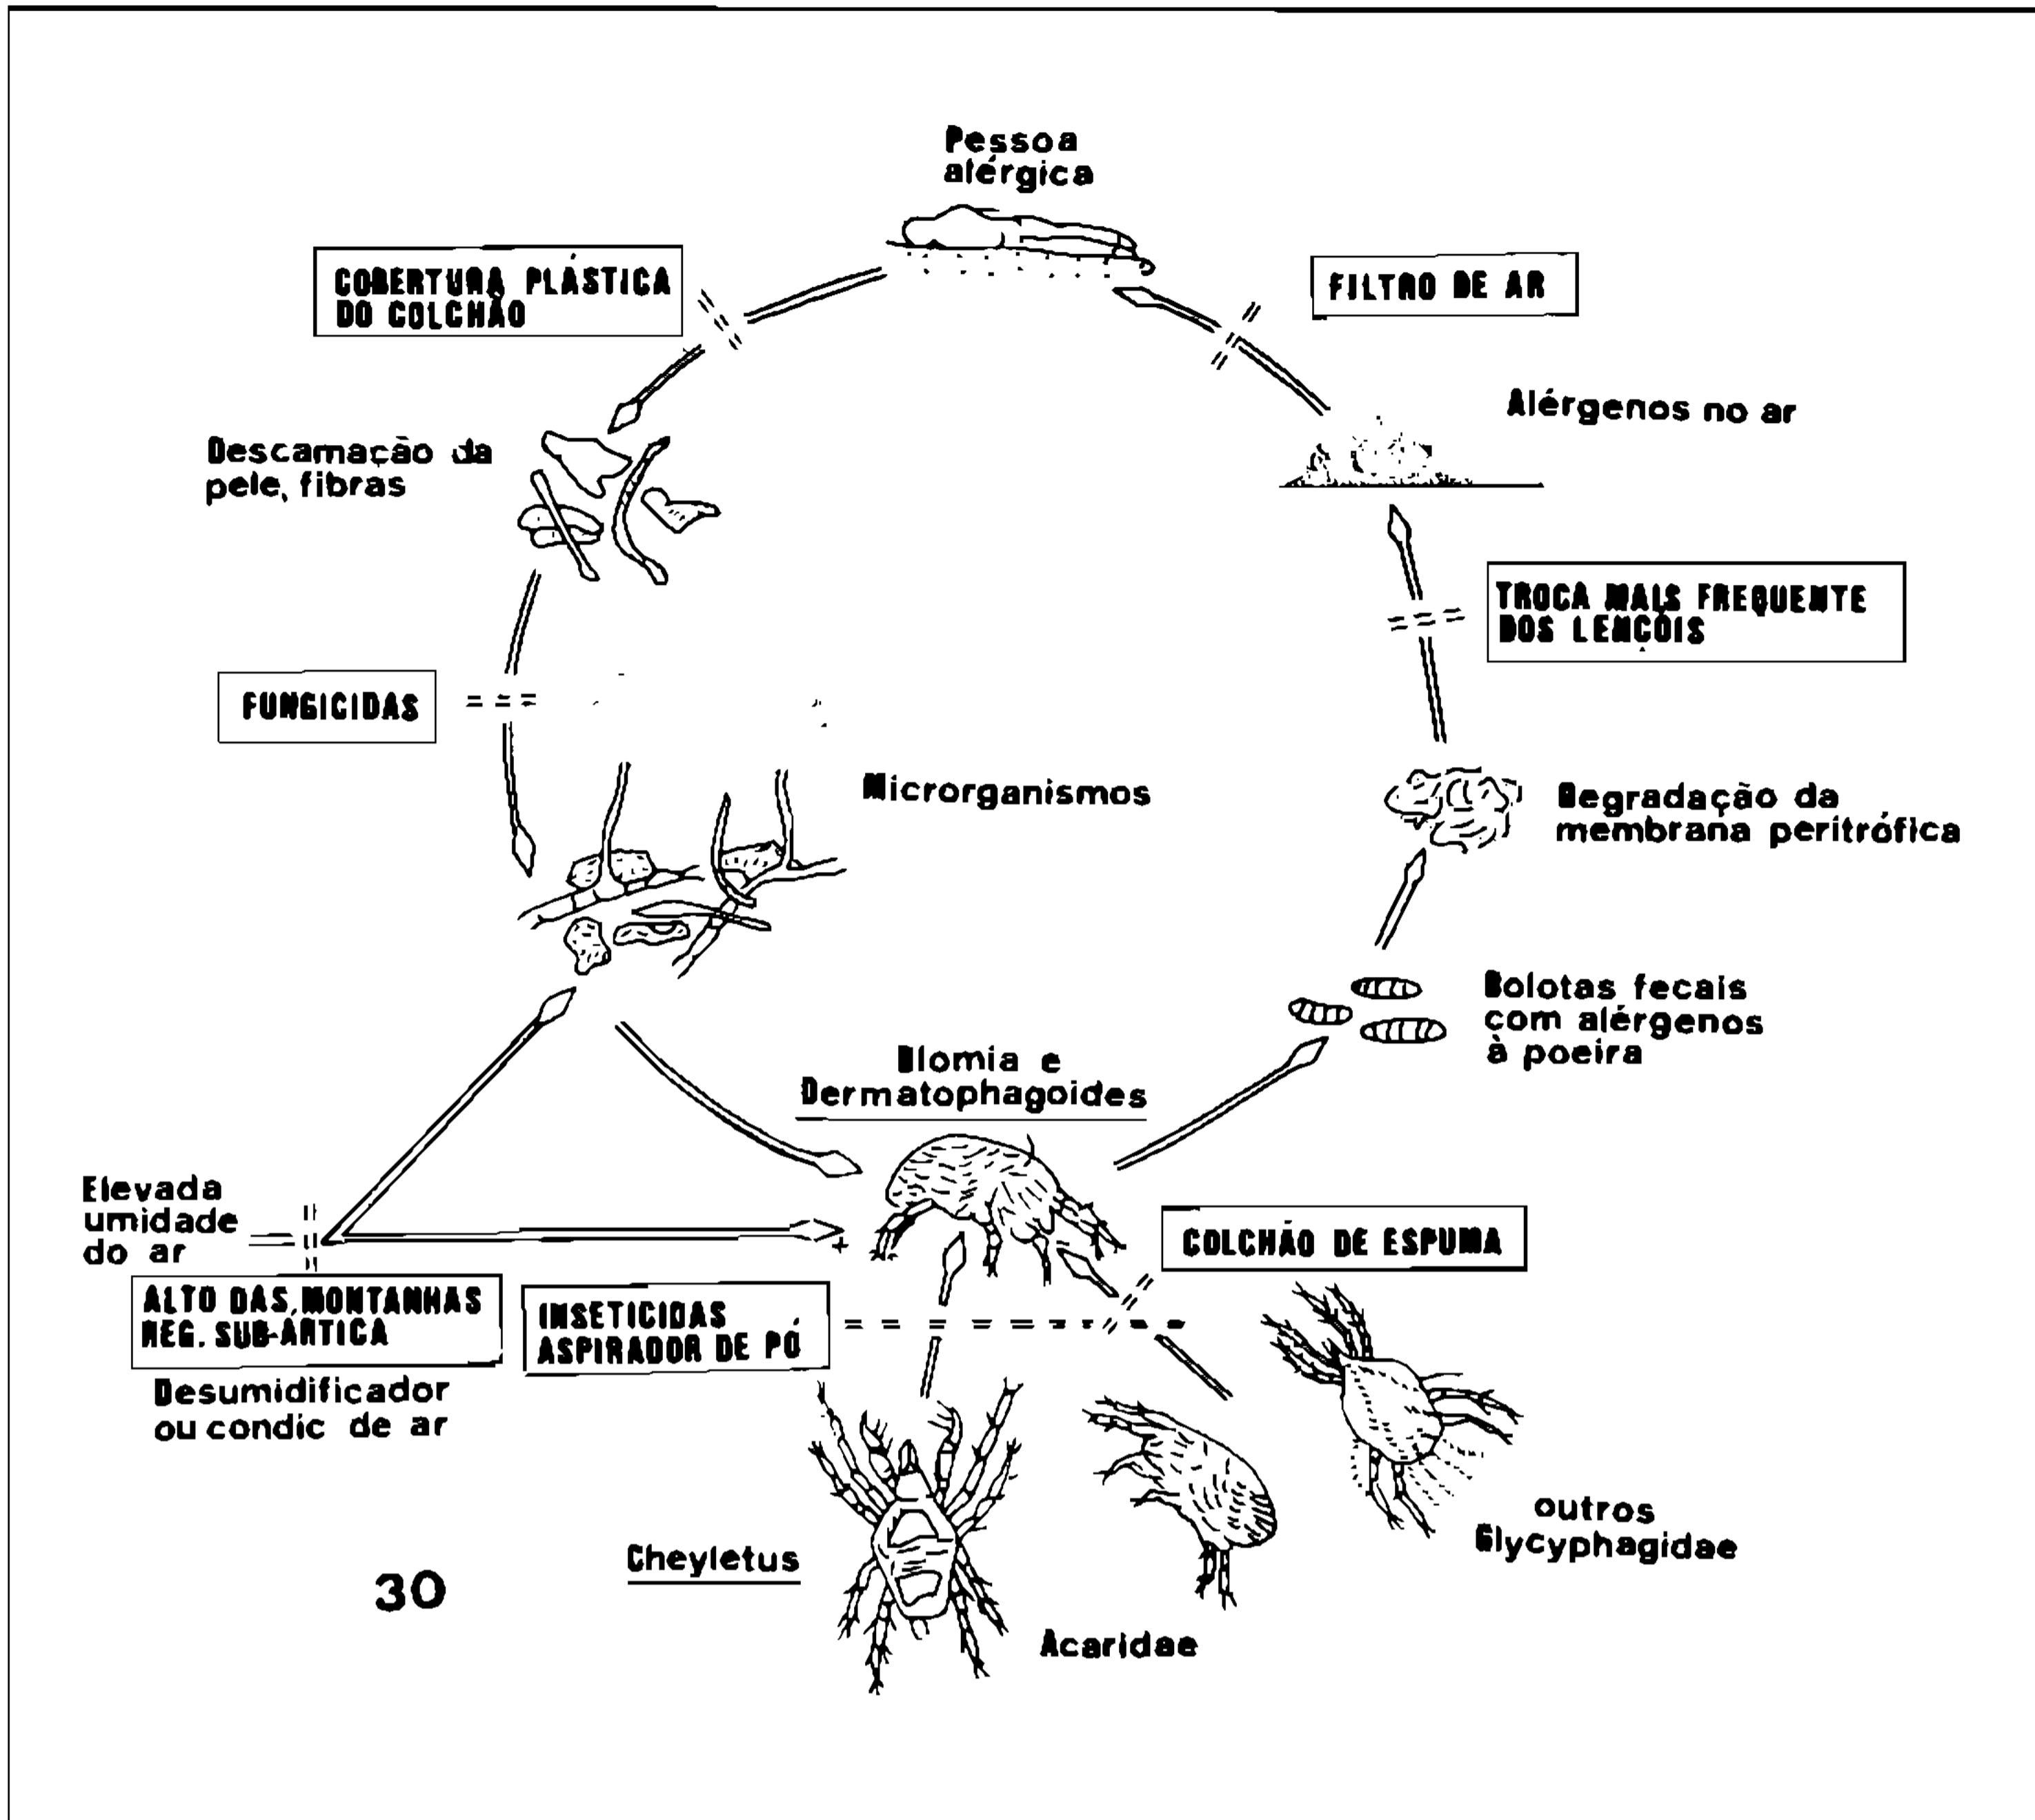 Pessoa
alérgica
COBERTURA PLÁSTICA
DO COLCHÃO
FILTRO DE AR
Alérgenos no ar
Descamação da
pele, fibras
TROCA MAIS FREQUENTE
DOS LENÇÓIS
FUNGICIDAS
Microrganismos
Degradação da
membrana peritrófica
Bolotas fecais
com alérgenos
à poeira
Blomia e
Dermatophagoides
Elevada
umidade
do ar
COLCHÃO DE ESPUMA
ALTO DAS MONTANHAS
REG. SUB-ÁRTICA
INSETICIDAS
ASPIRADOR DE PÓ
Desumidificador
ou condic de ar
outros
Glycyphagidae
Cheyletus
30
Acaridae